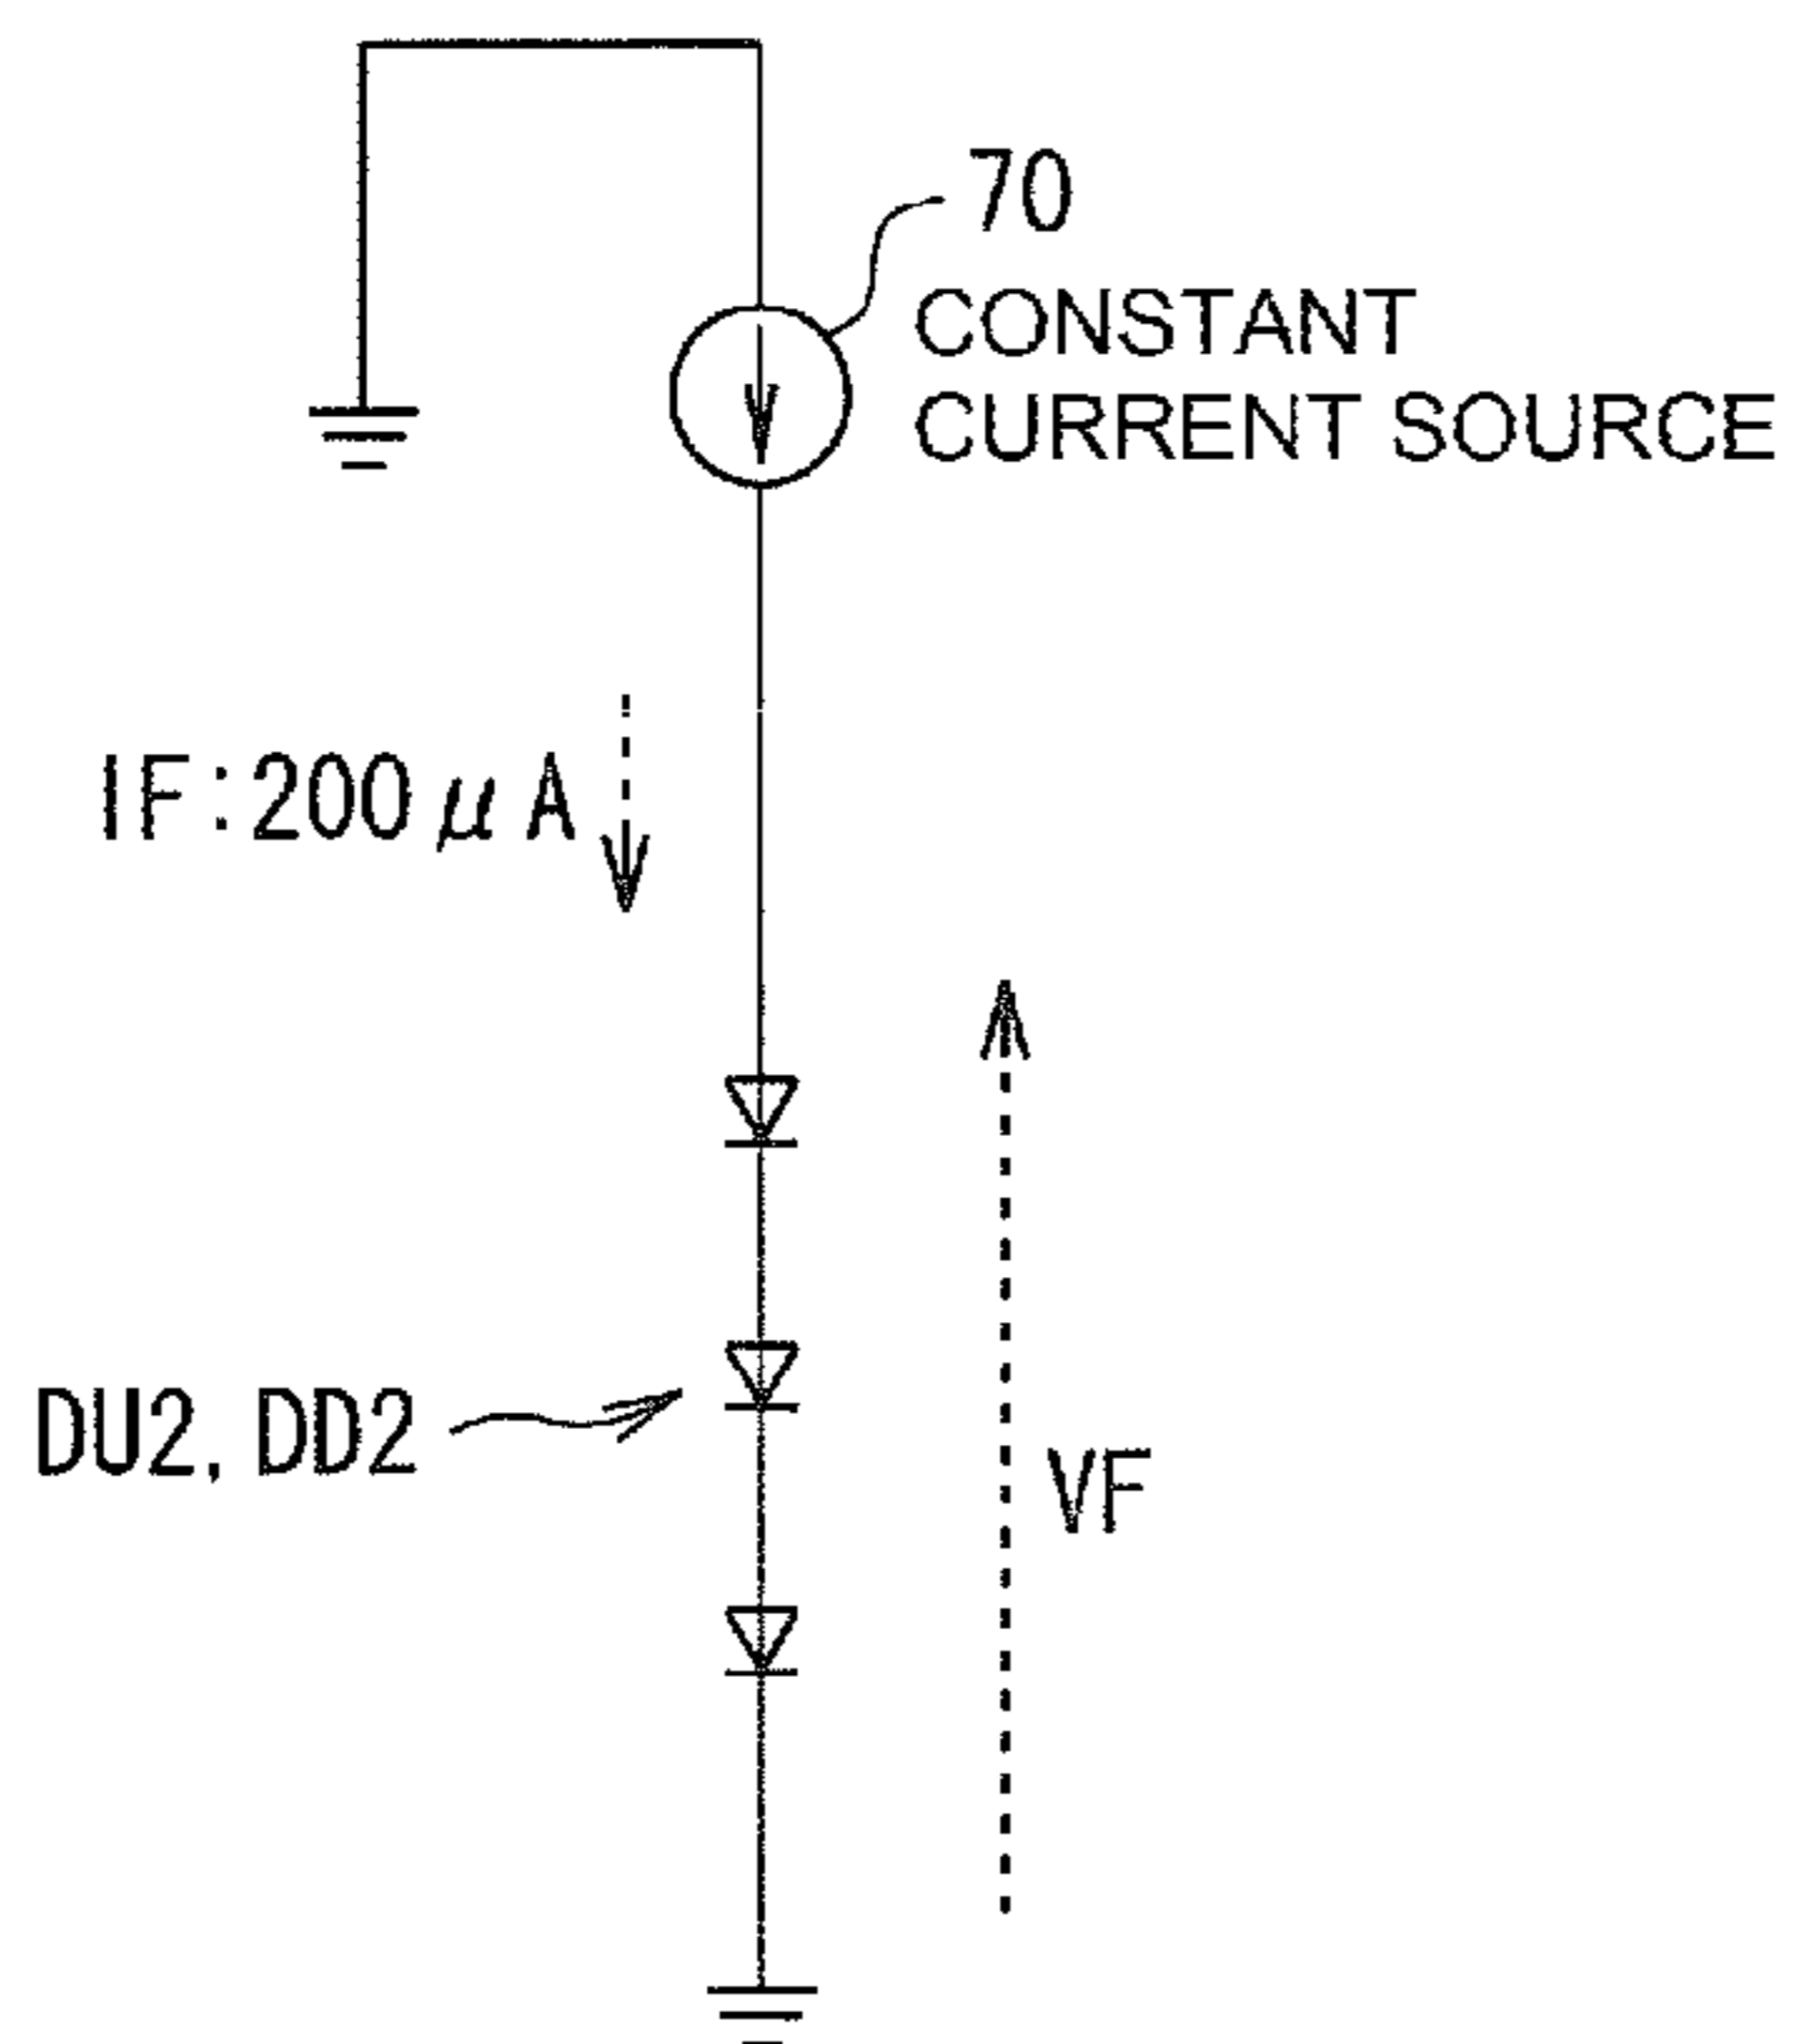 70
CONSTANT
CURRENT SOURCE
IF:200μA
DU2, DD2
VF